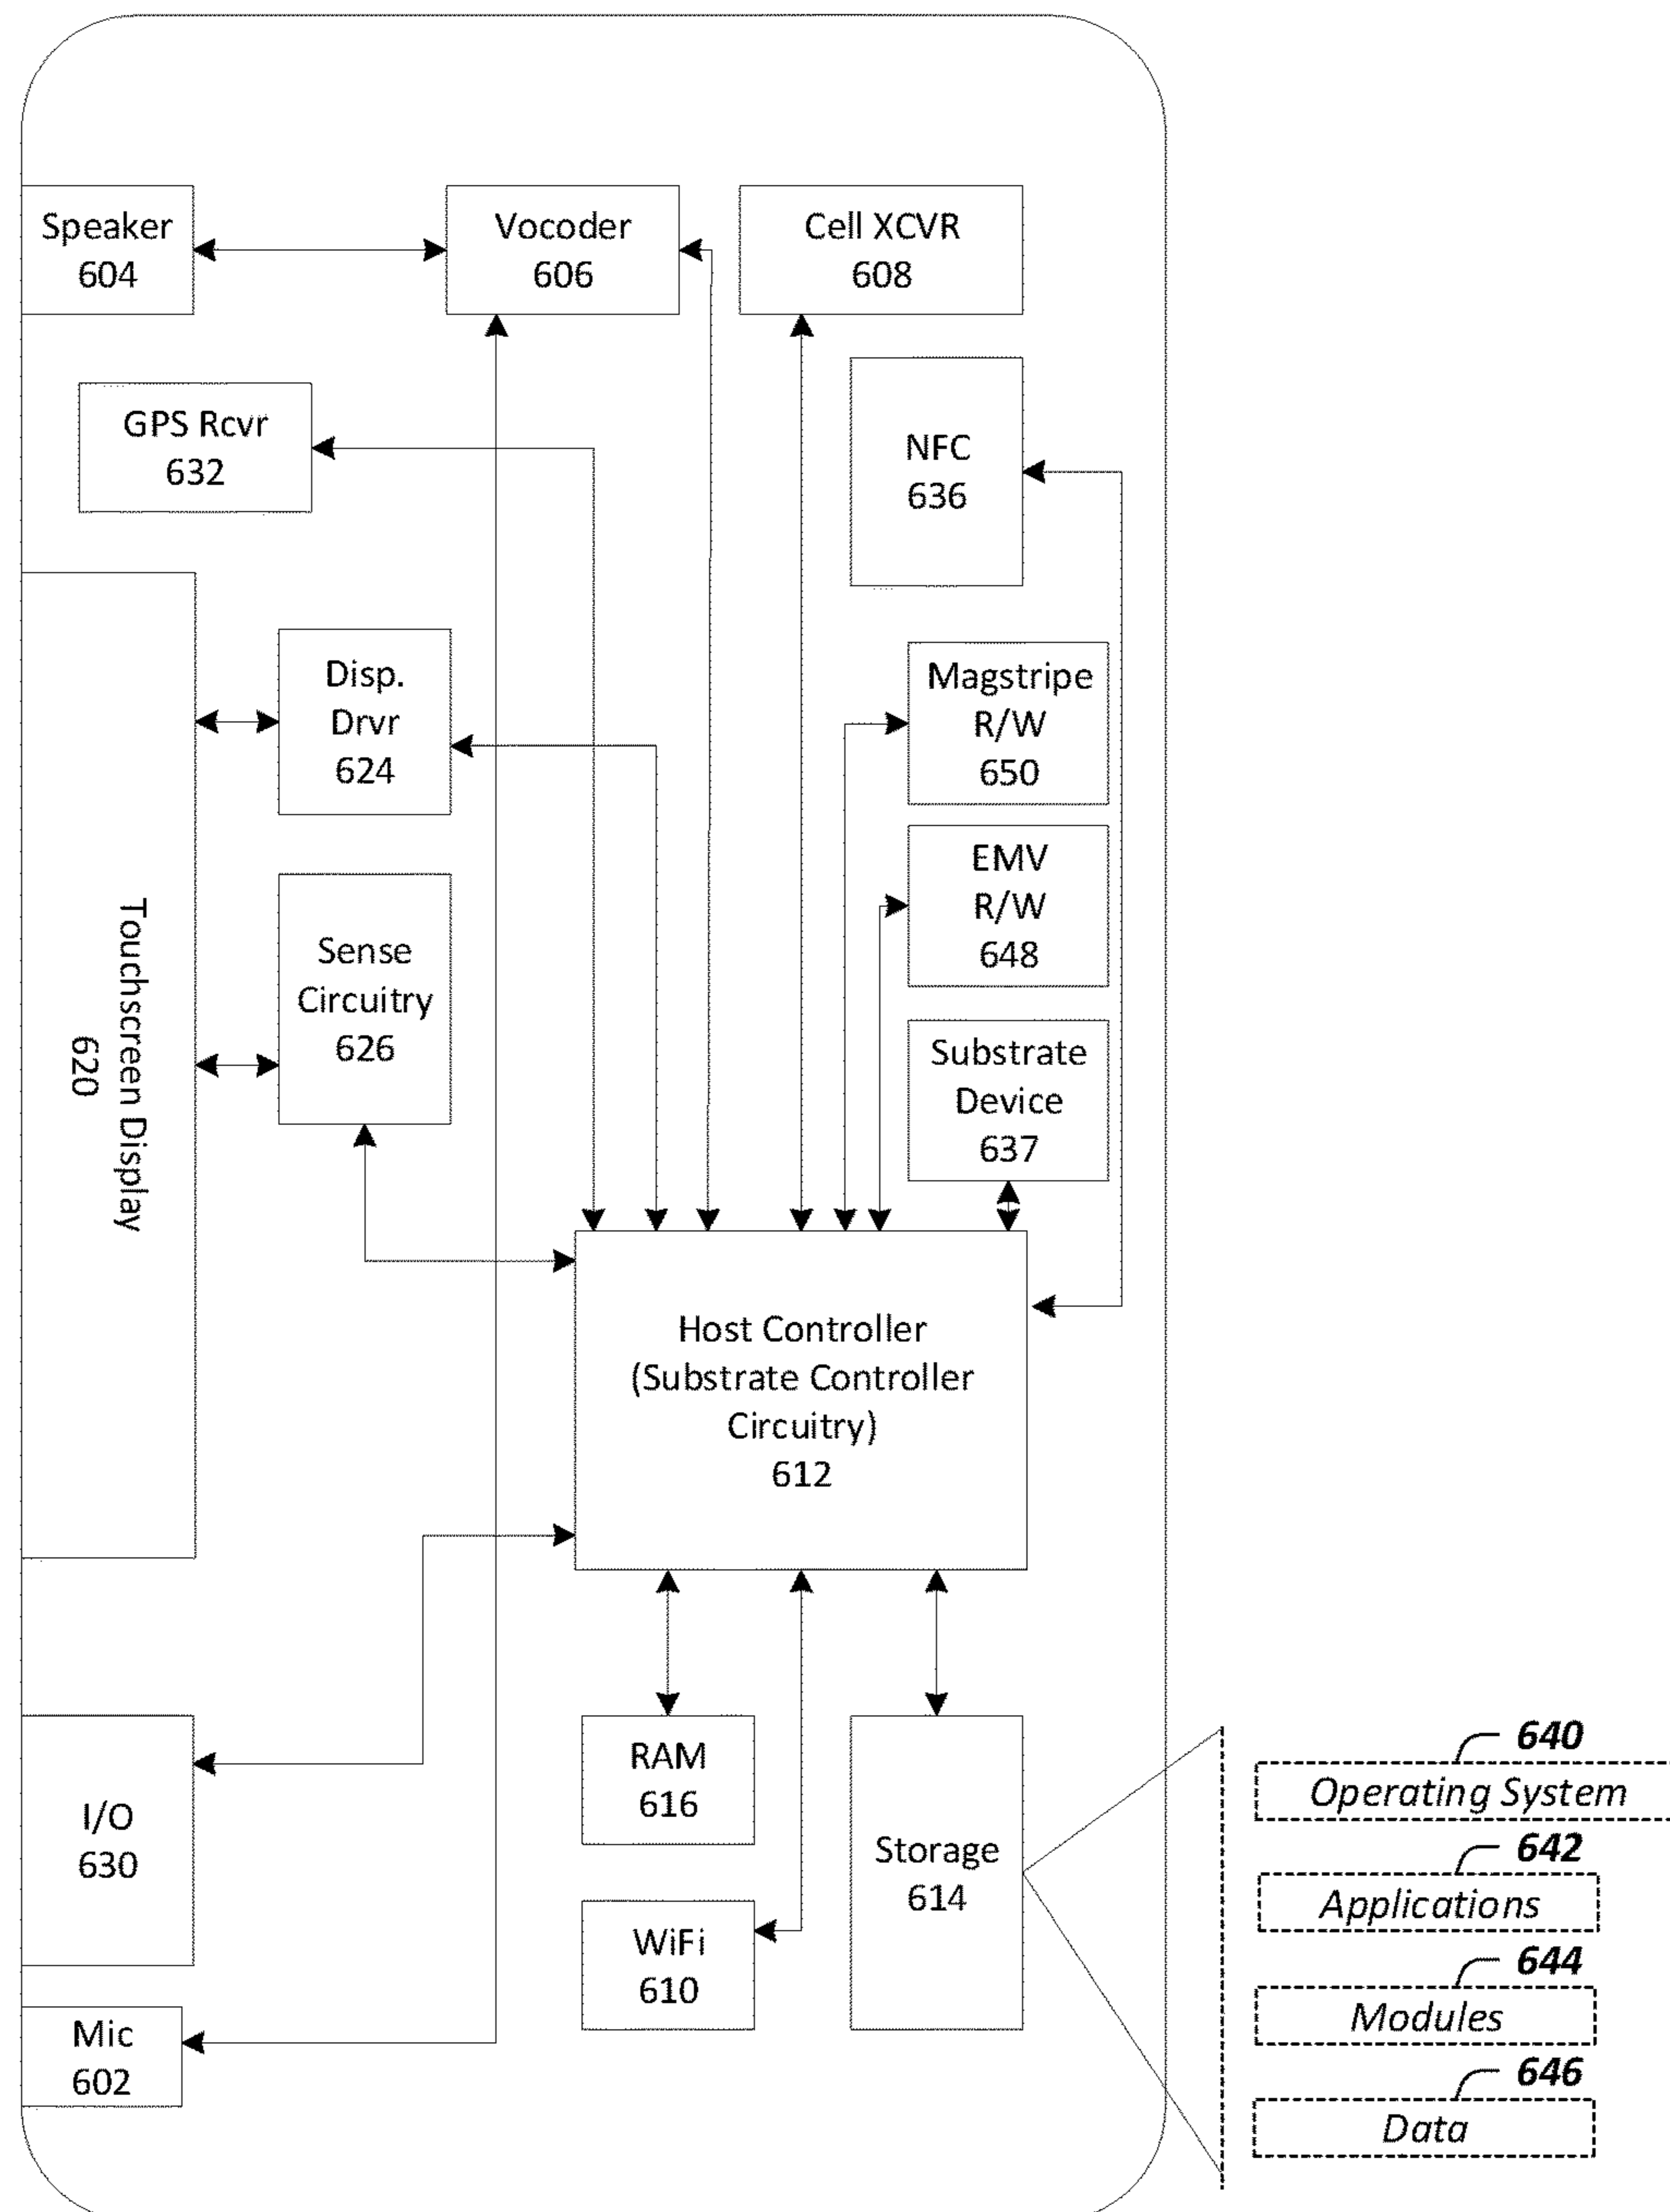 Speaker
604
Vocoder
606
Cell XCVR
608
GPS Rcvr
632
NFC
636
Disp.
Drvr
624
Magstripe
R/W
650
EMV
R/W
648
Sense
Circuitry
626
Touchscreen Display
620
Substrate
Device
637
Host Controller
(Substrate Controller
Circuitry)
612
I/O
630
RAM
616
Storage
614
WiFi
610
Mic
602
640
Operating System
642
Applications
644
Modules
646
Data